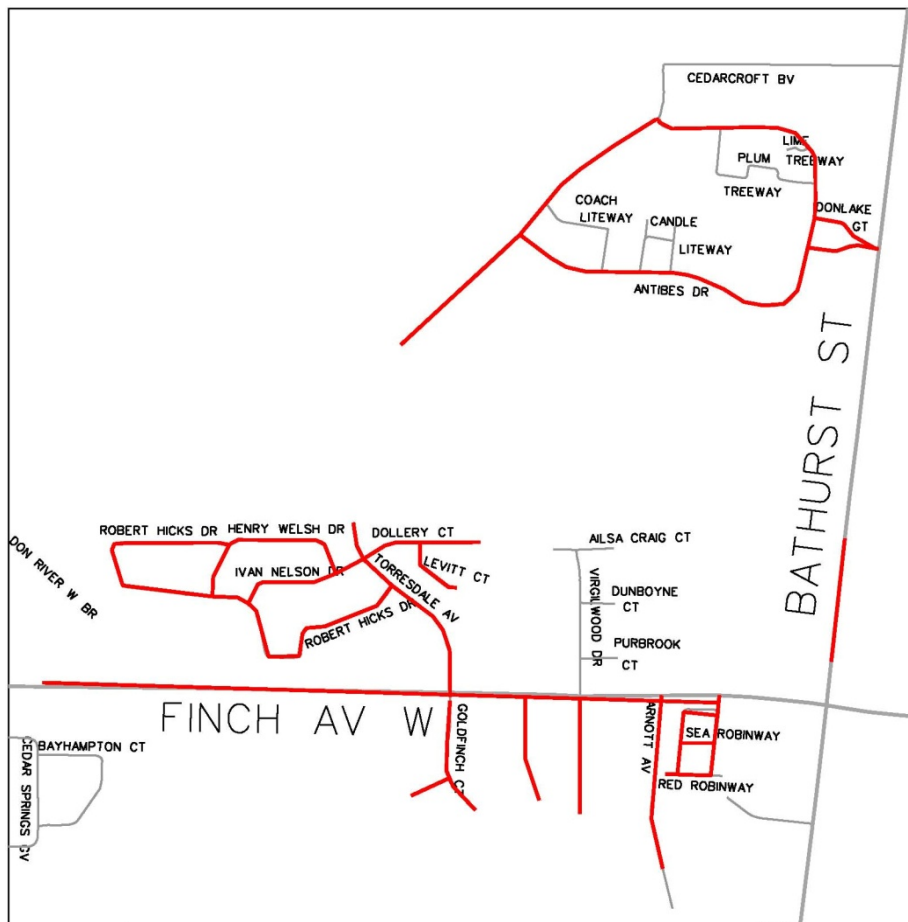 CEDARCROFT BV
LIME
TREEWAY
PLUM
TREEWAY
COACH
LITEWAY
CANDLE
LITEWAY
DONLAKE
GT
ANTIBES DR
BATHURST ST
ROBERT HICKS DR
HENRY WELSH DR
DOLLERY CT
LEVITT CT
IVAN NELSON DR
TORRESDALE AV
ROBERT HICKS DR
DON RIVER W BR
AILSA CRAIG CT
VIRGILWOOD DR
DUNBOYNE
CT
PURBROOK
CT
FINCH AV W
GOLDFINCH CT
ARNOTT AV
SEA ROBINWAY
RED ROBINWAY
BAYHAMPTON CT
CEDAR SPRINGS GV